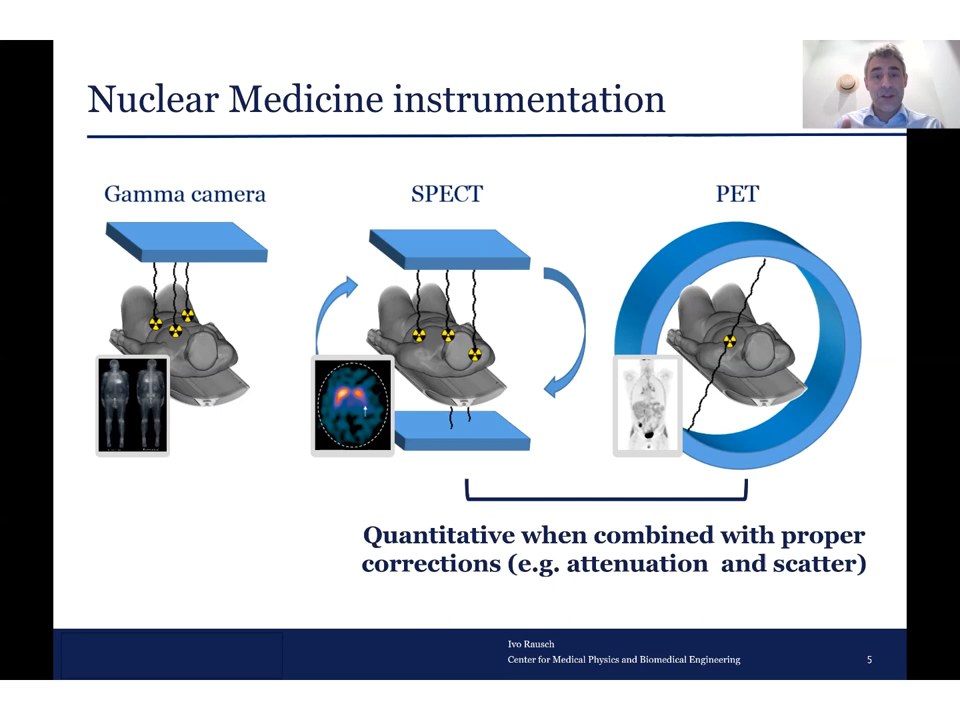 Nuclear Medicine instrumentation
Gamma camera
SPECT
PET
Quantitative when combined with proper
corrections (e.g. attenuation and scatter)
Ivo Rausch
Center for Medical Physics and Biomedical Engineering
5